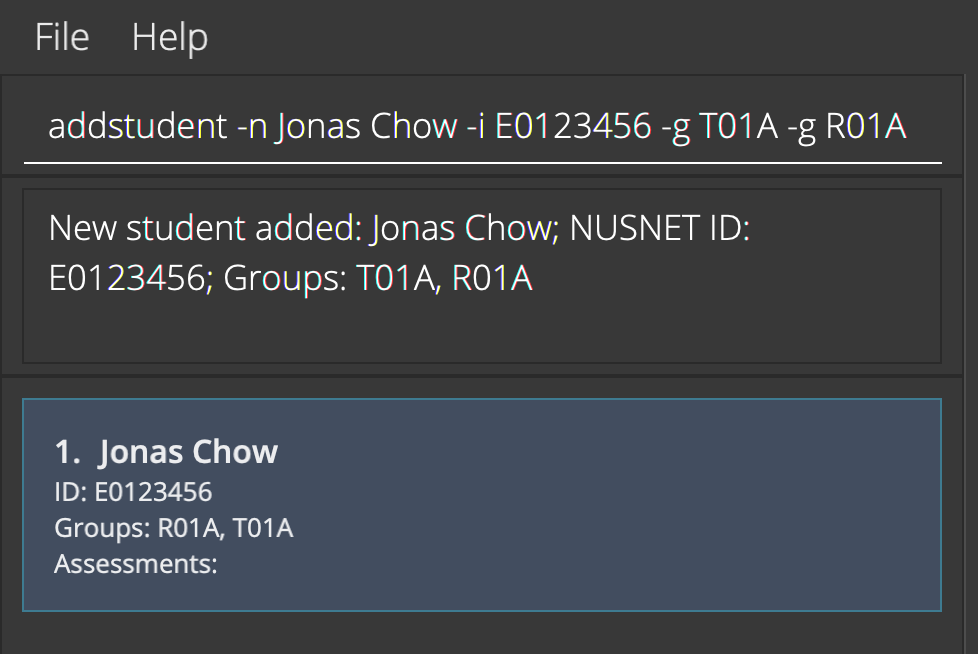 File Help
addstudent -n Jonas Chow -i E0123456 -g T01A -g R01A
New student added: Jonas Chow; NUSNET ID:
E0123456; Groups: T01A, R01A
1. Jonas Chow
ID: E0123456
Groups: R01A, T01A
Assessments: